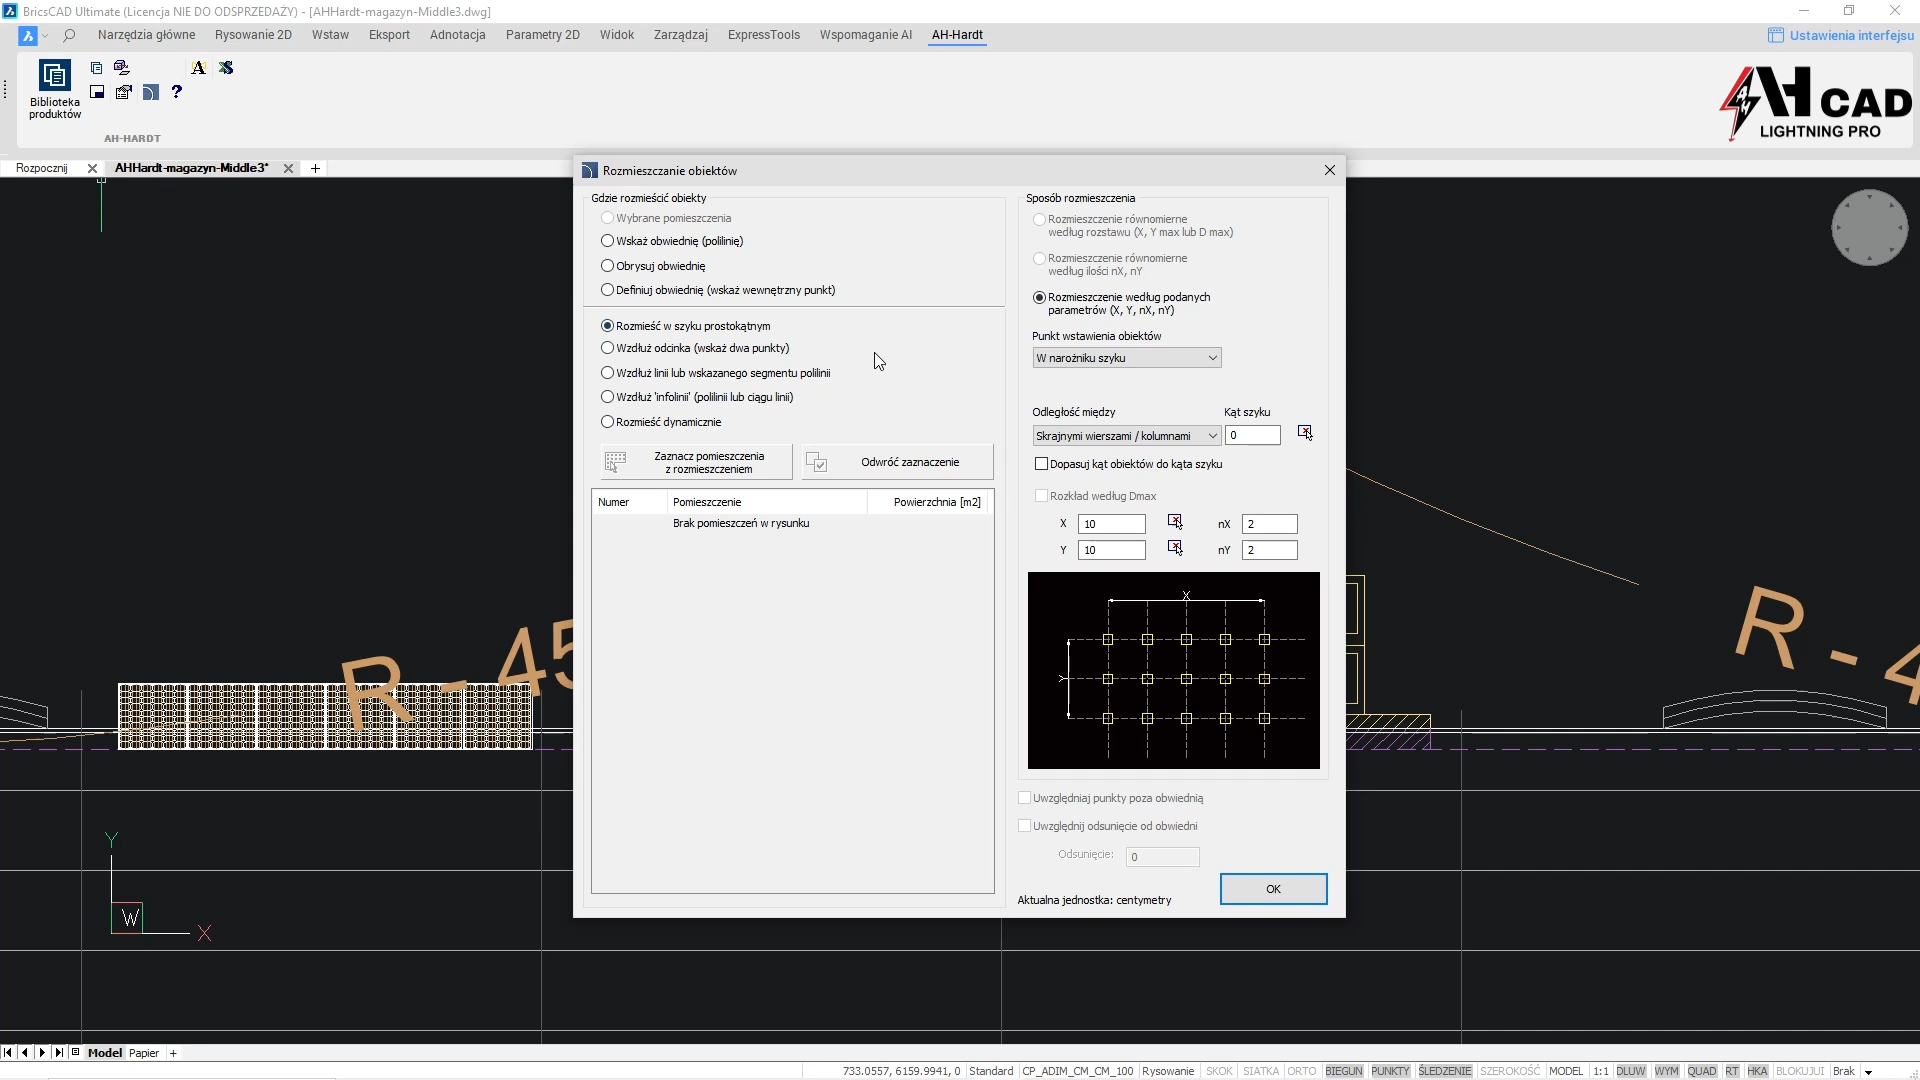 BricsCAD Ultimate (Licencja NIE DO ODSPRZEDAŻY) - [AHHardt-magazyn-Middle3.dwg]
Narzędzia główne Rysowanie 2D Wstaw Eksport Adnotacja Parametry 2D Widok Zarządzaj ExpressTools Wspomaganie AI AH-Hardt Ustawienia interfejsu
Biblioteka
produktów
AH-HARDT
AH CAD
LIGHTNING PRO
Rozpocznij AHHardt-magazyn-Middle3*
Rozmieszczanie obiektów
Gdzie rozmieścić obiekty
Wybrane pomieszczenia
Wskaż obwiednię (polilinię)
Obrysuj obwiednię
Definiuj obwiednię (wskaż wewnętrzny punkt)
Rozmieść w szyku prostokątnym
Wzdłuż odcinka (wskaż dwa punkty)
Wzdłuż linii lub wskazanego segmentu polilinii
Wzdłuż 'infolinii' (polilinii lub ciągu linii)
Rozmieść dynamicznie
Zaznacz pomieszczenia
z rozmieszczeniem
Odwróć zaznaczenie
Numer Pomieszczenie Powierzchnia [m2]
Brak pomieszczeń w rysunku
Sposób rozmieszczenia
Rozmieszczenie równomierne
według rozstawu (X, Y max lub D max)
Rozmieszczenie równomierne
według ilości nX, nY
Rozmieszczenie według podanych
parametrów (X, Y, nX, nY)
Punkt wstawienia obiektów
W narożniku szyku
Odległość między Kąt szyku
Skrajnymi wierszami / kolumnami 0
Dopasuj kąt obiektów do kąta szyku
Rozkład według Dmax
X 10 nX 2
Y 10 nY 2
X
Y
Uwzględniaj punkty poza obwiednią
Uwzględnij odsunięcie od obwiedni
Odsunięcie: 0
Aktualna jednostka: centymetry
OK
R - 45
R - 4
Y
W
X
Model Papier +
733.0557, 6159.9941, 0 Standard CP_ADIM_CM_CM_100 Rysowanie SKOK SIATKA ORTO BIEGUN PUNKTY ŚLEDZENIE SZEROKOŚĆ MODEL 1:1 DLUW WYM QUAD RT HKA BLOKUJUI Brak